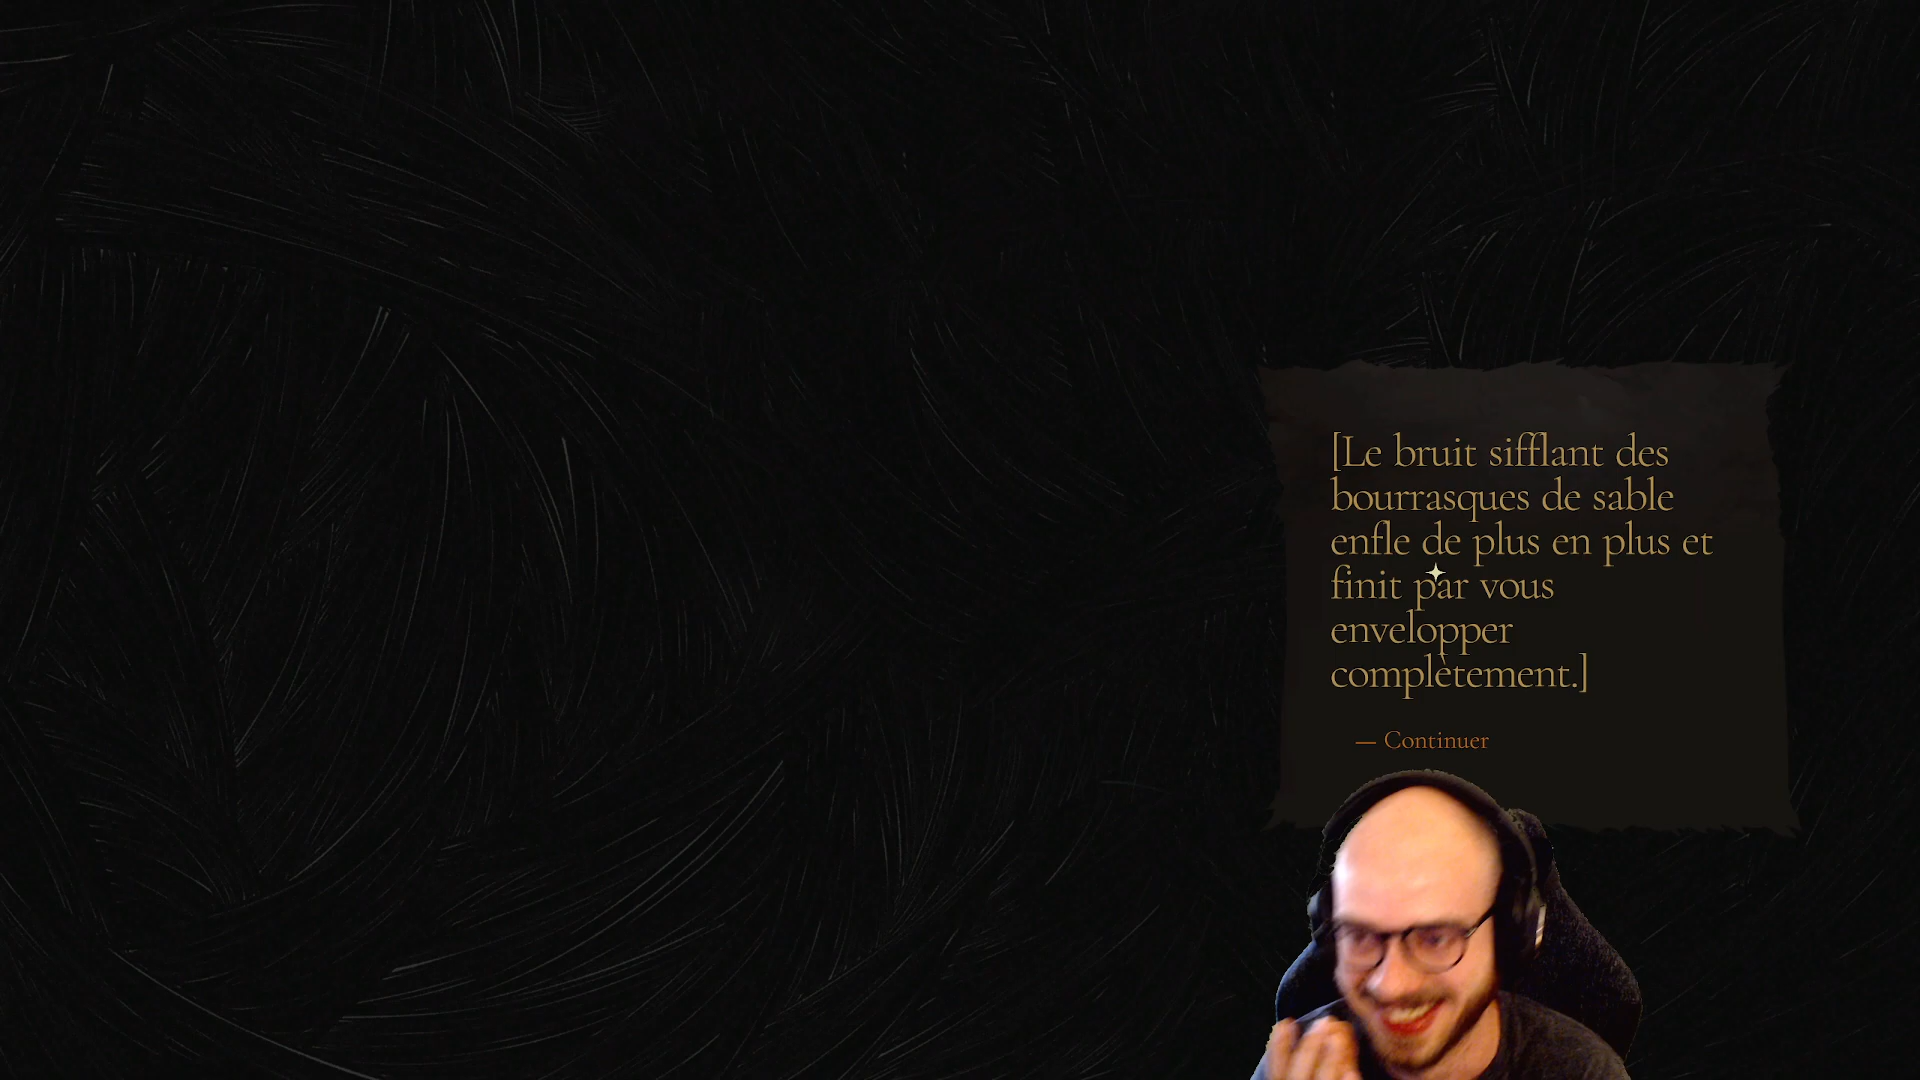 [Le bruit sifflant des
bourrasques de sable
enfle de plus en plus et
finit par vous
envelopper
complètement.]
— Continuer